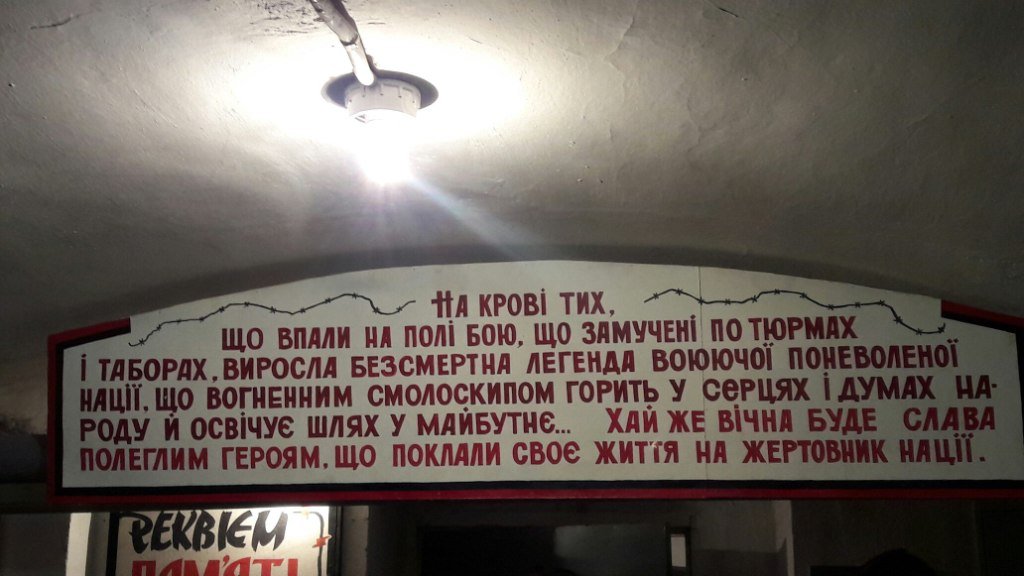 На крові тих,
що впали на полі бою, що замучені по тюрмах
і таборах, виросла безсмертна легенда воюючої поневоленої
нації, що вогненним смолоскипом горить у серцях і думах на-
роду й освічує шлях у майбутнє... Хай же вічна буде слава
полеглим героям, що поклали своє життя на жертовник нації.
РЕКВІЄМ
ПАМ'ЯТІ